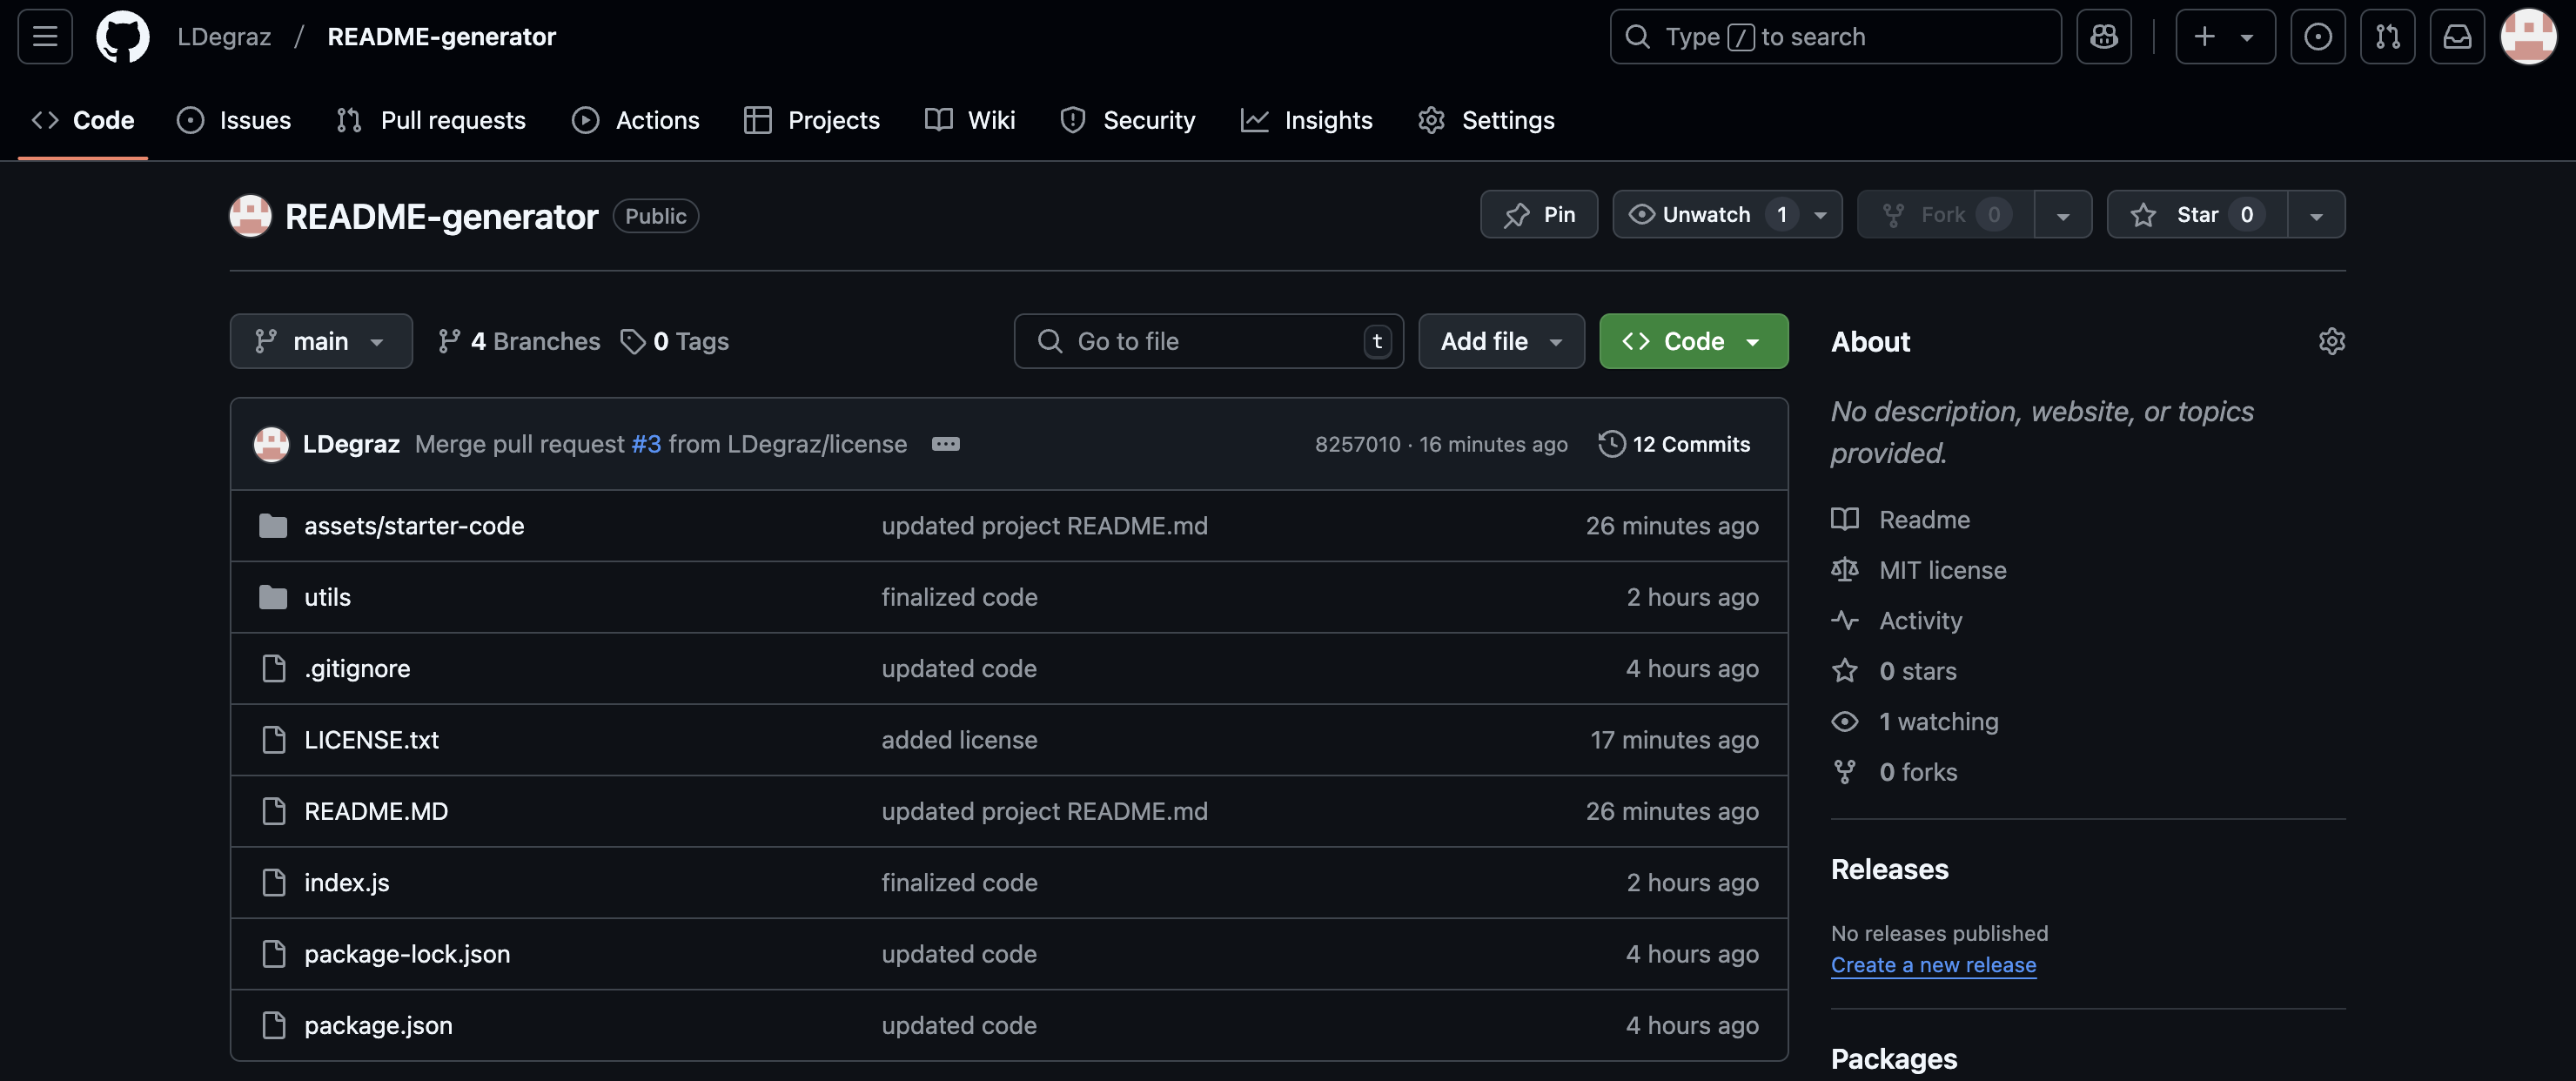 LDegraz / README-generator
Type / to search
Code Issues Pull requests Actions Projects Wiki Security Insights Settings
README-generator Public
Pin Unwatch 1 Fork 0 Star 0
main 4 Branches 0 Tags Go to file t Add file Code
LDegraz Merge pull request #3 from LDegraz/license 8257010 · 16 minutes ago 12 Commits
assets/starter-code updated project README.md 26 minutes ago
utils finalized code 2 hours ago
.gitignore updated code 4 hours ago
LICENSE.txt added license 17 minutes ago
README.MD updated project README.md 26 minutes ago
index.js finalized code 2 hours ago
package-lock.json updated code 4 hours ago
package.json updated code 4 hours ago
About
No description, website, or topics
provided.
Readme
MIT license
Activity
0 stars
1 watching
0 forks
Releases
No releases published
Create a new release
Packages